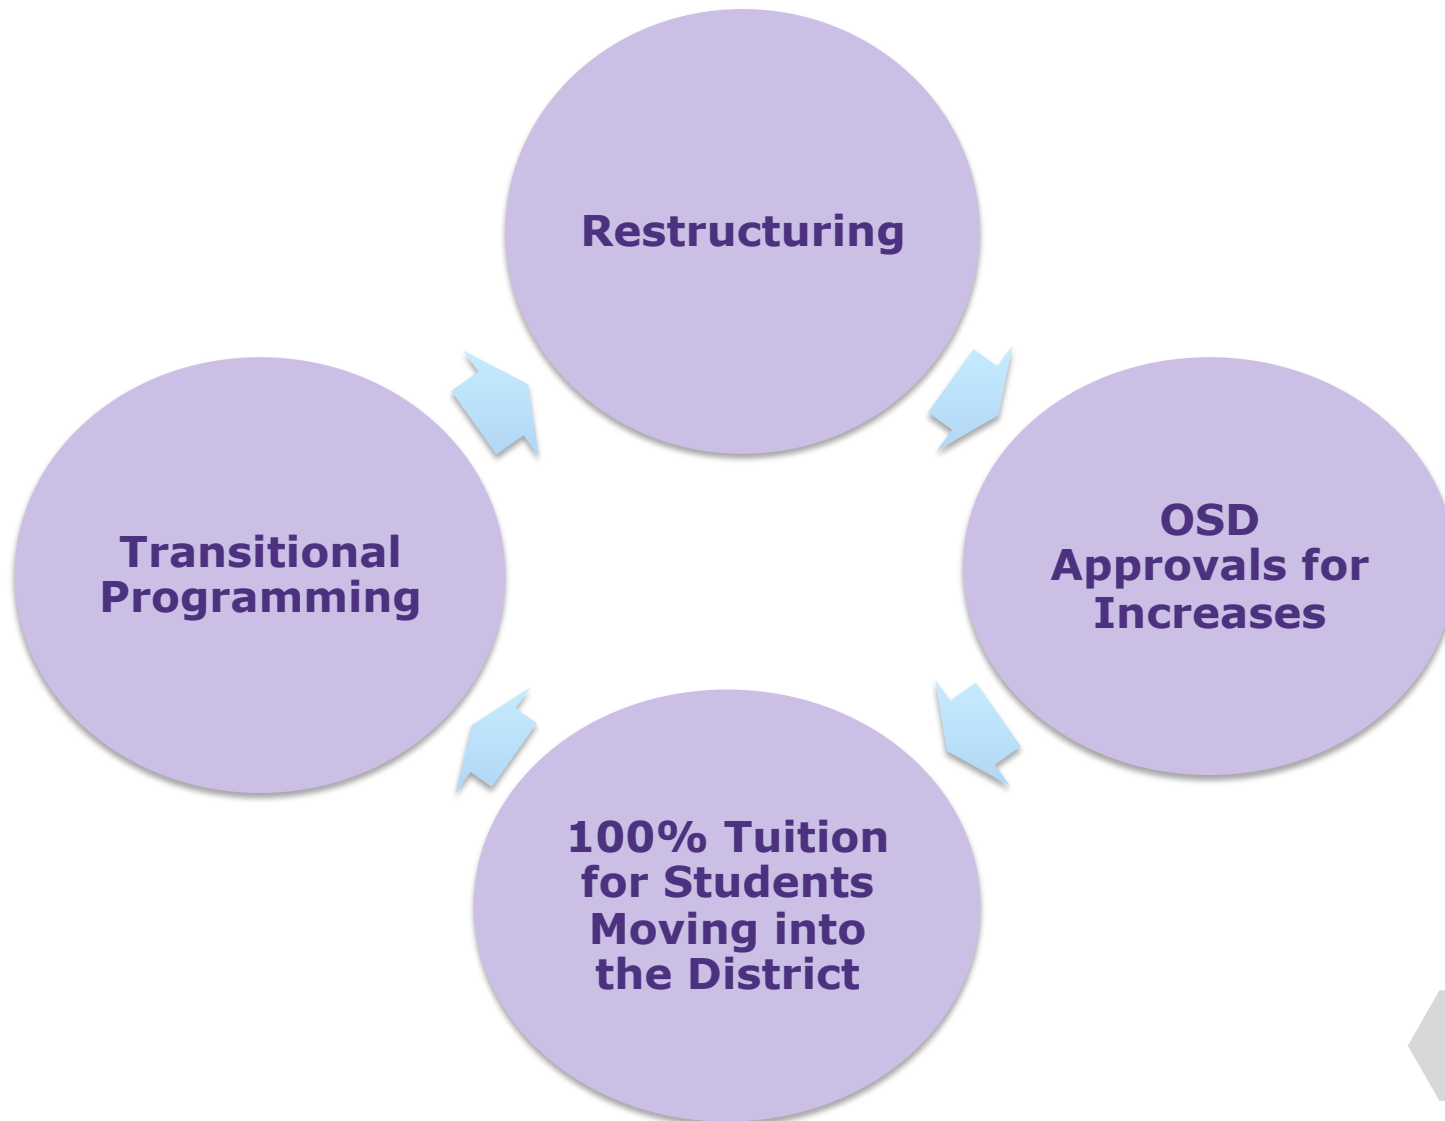 Restructuring
OSD
Approvals for
Increases
100% Tuition
for Students
Moving into
the District
Transitional
Programming